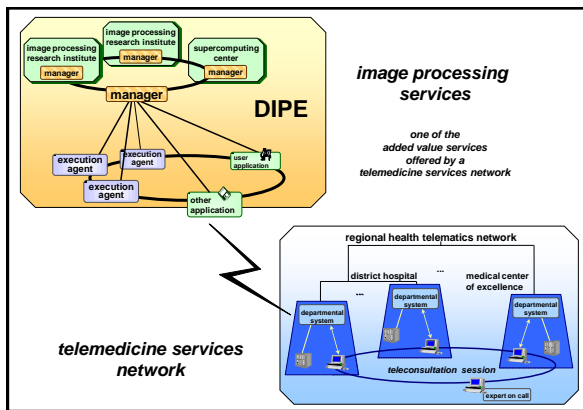 image processing
research institute
manager
image processing
research institute
manager
supercomputing
center
manager
manager
DIPE
execution
agent
execution
agent
execution
agent
user
application
other
application
image processing
services
one of the
added value services
offered by a
telemedicine services network
regional health telematics network
...
district hospital
...
medical center
of excellence
departmental
system
departmental
system
departmental
system
teleconsultation session
expert on call
telemedicine services
network